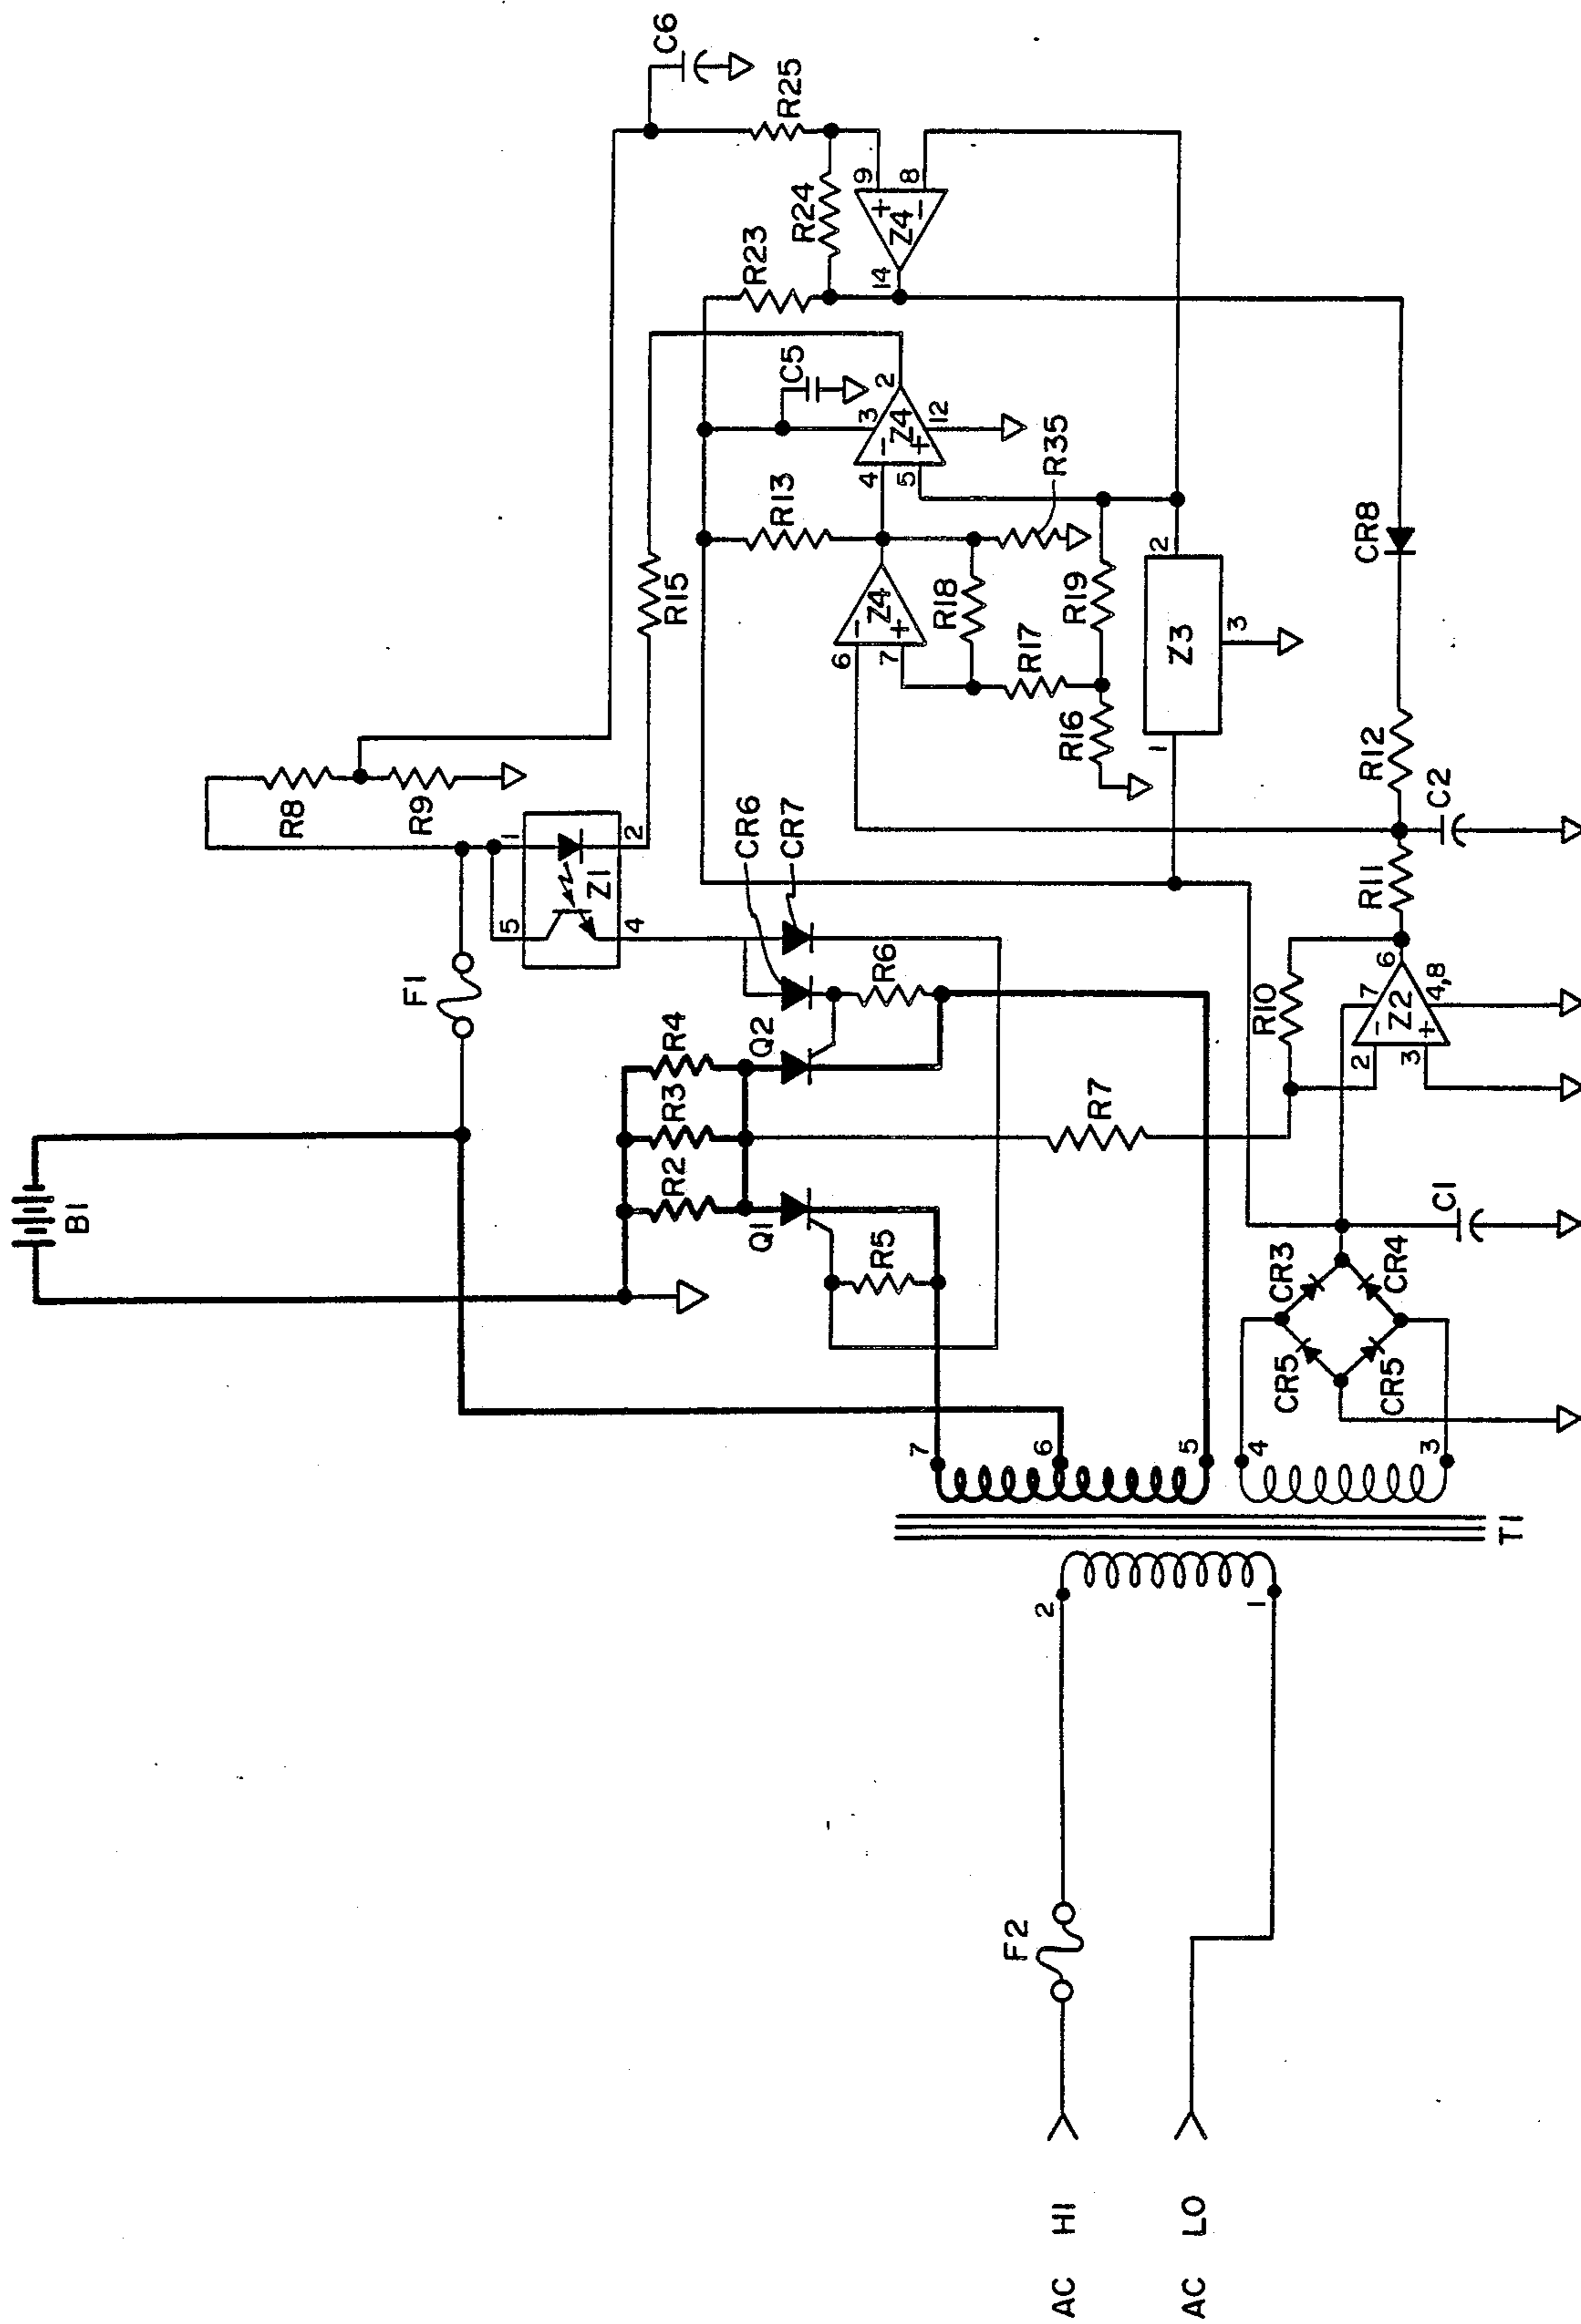 C6
R25
R24
9
8
+
−
Z4
14
R23
C5
2
3
−
Z4
+
12
4
5
R35
R13
R15
Z4
−
+
6
7
R18
R17
R19
R16
Z3
1
2
3
CR8
R12
C2
R11
R8
R9
1
2
Z1
5
4
CR6
CR7
F1
R6
Q2
R4
R3
R2
Q1
R5
R7
R10
6
7
Z2
−
+
4,8
2
3
B1
C1
CR3
CR4
CR5
CR5
7
6
5
4
3
T1
2
1
F2
AC HI
AC LO